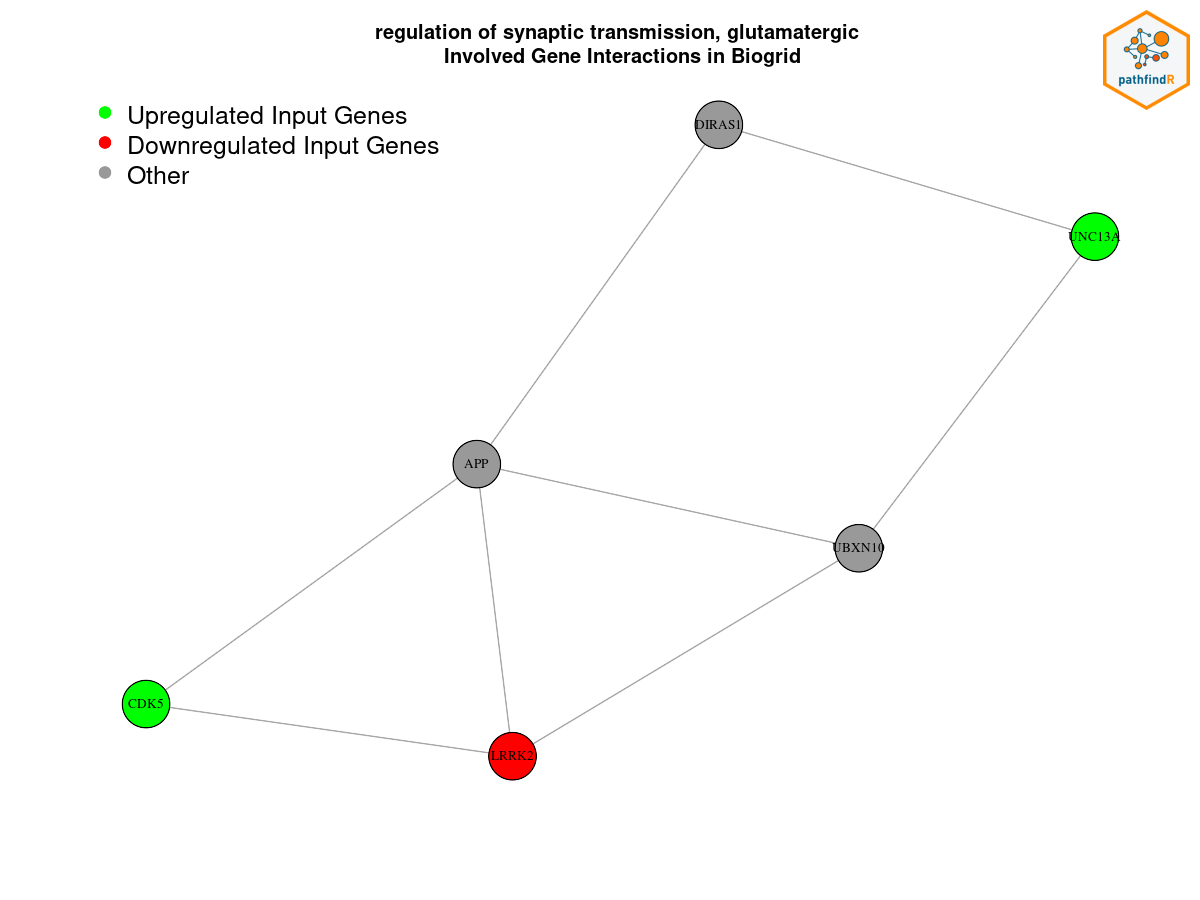 regulation of synaptic transmission, glutamatergic
Involved Gene Interactions in Biogrid
pathfindR
Upregulated Input Genes
Downregulated Input Genes
Other
DIRAS1
UNC13A
APP
UBXN10
CDK5
LRRK2